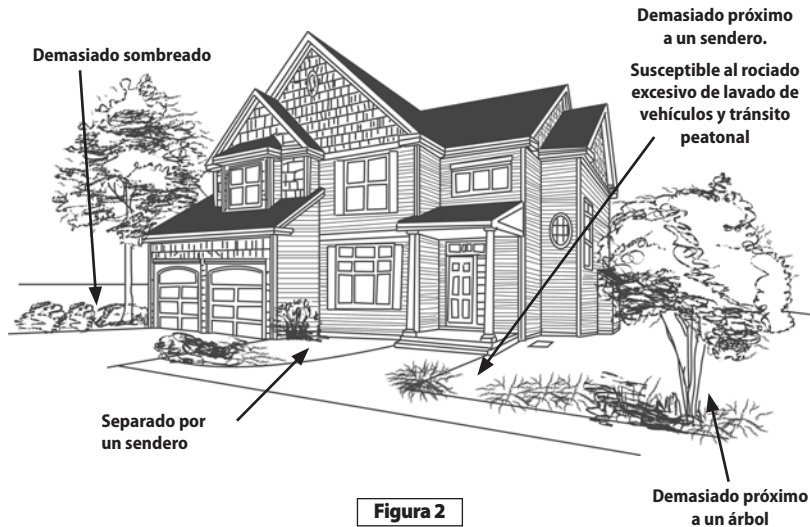 Demasiado sombreado
Demasiado próximo
a un sendero.
Susceptible al rociado
excesivo de lavado de
vehículos y tránsito
peatonal
Separado por
un sendero
Demasiado próximo
a un árbol
Figura 2